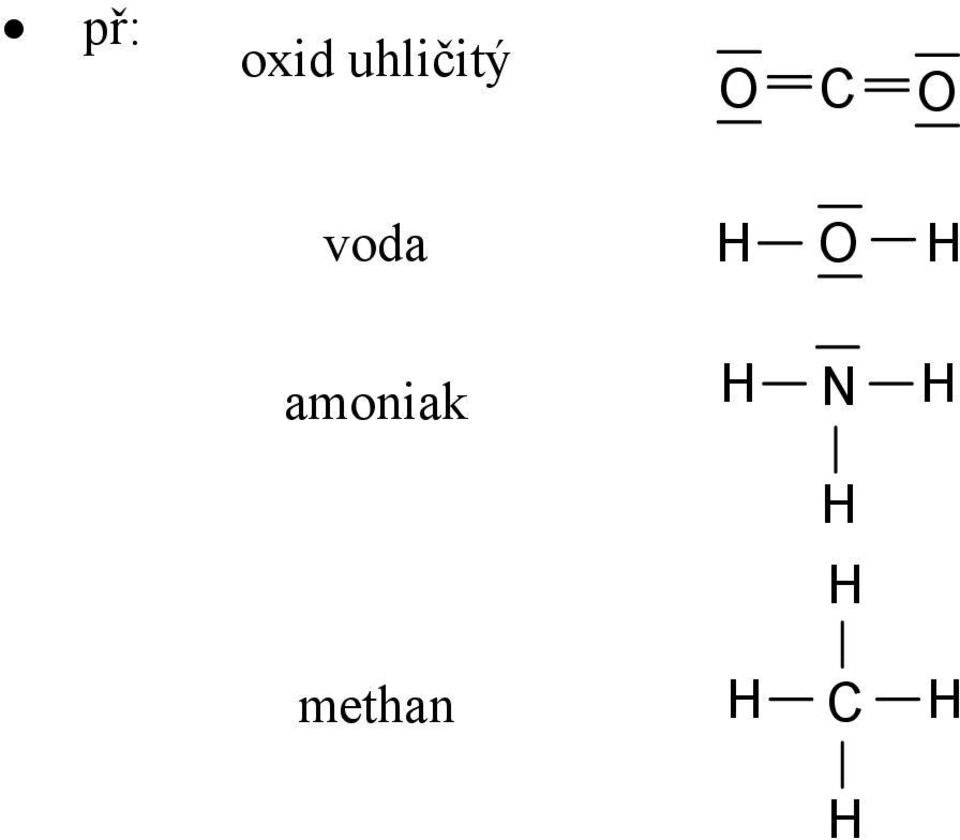 • př:
oxid uhličitý O=C=O
voda H—O—H
amoniak H—N—H
H
H
methan H—C—H
H